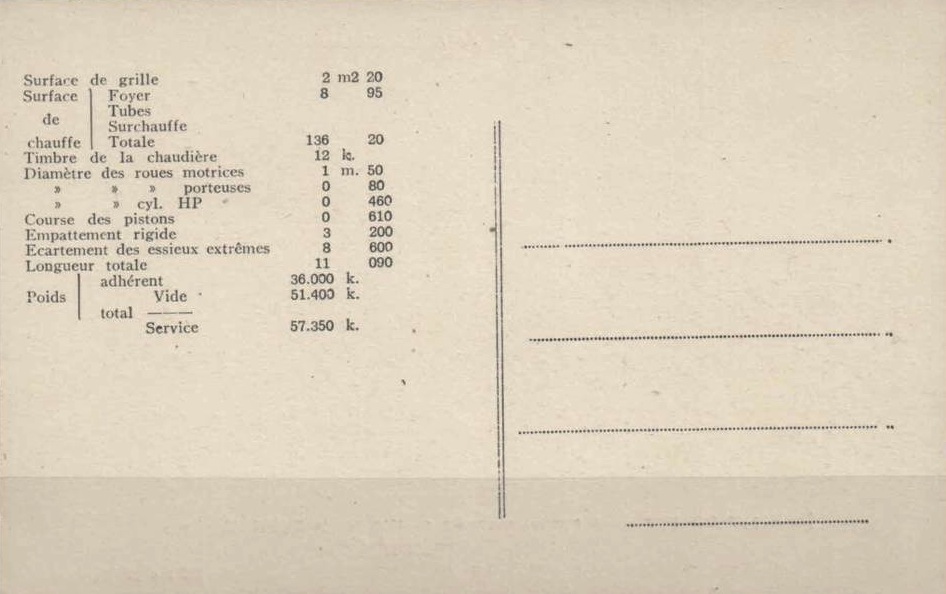 Surface de grille 2 m2 20
Surface Foyer 8 95
de Tubes
Surchauffe
chauffe Totale 136 20
Timbre de la chaudière 12 k.
Diamètre des roues motrices 1 m. 50
» » » porteuses 0 80
» » cyl. HP 0 460
Course des pistons 0 610
Empattement rigide 3 200
Ecartement des essieux extrêmes 8 600
Longueur totale 11 090
adhérent 36.000 k.
Poids Vide 51.400 k.
total
Service 57.350 k.